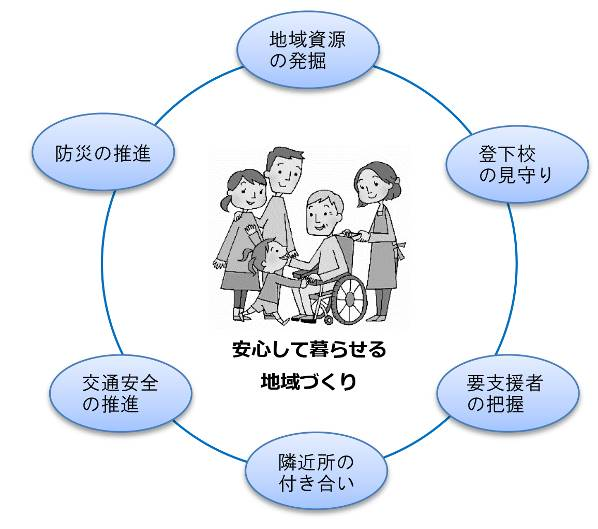 地域資源
の発掘
防災の推進
登下校
の見守り
安心して暮らせる
地域づくり
交通安全
の推進
要支援者
の把握
隣近所の
付き合い